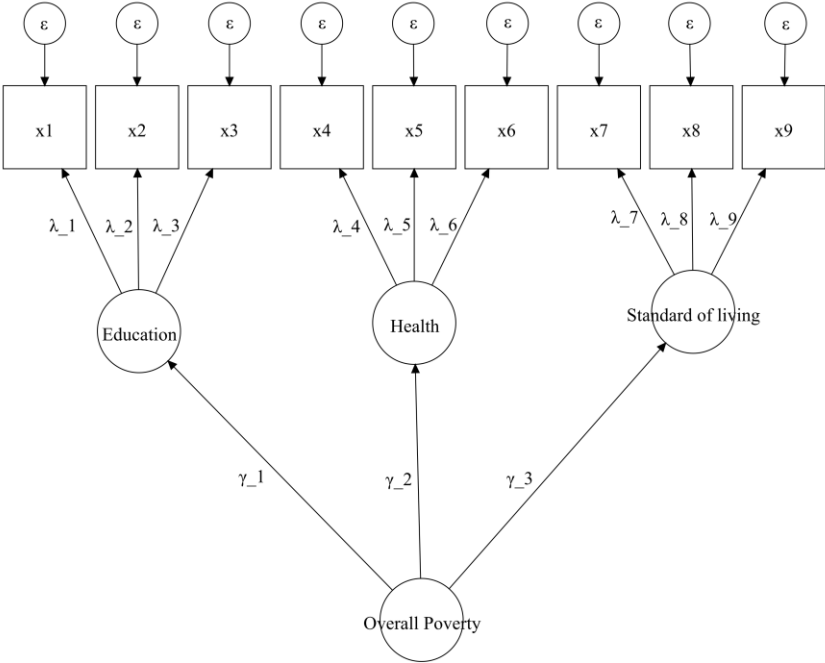 ε ε ε ε ε ε ε ε ε
x1 x2 x3 x4 x5 x6 x7 x8 x9
λ_1 λ_2 λ_3 λ_4 λ_5 λ_6 λ_7 λ_8 λ_9
Education Health Standard of living
γ_1 γ_2 γ_3
Overall Poverty